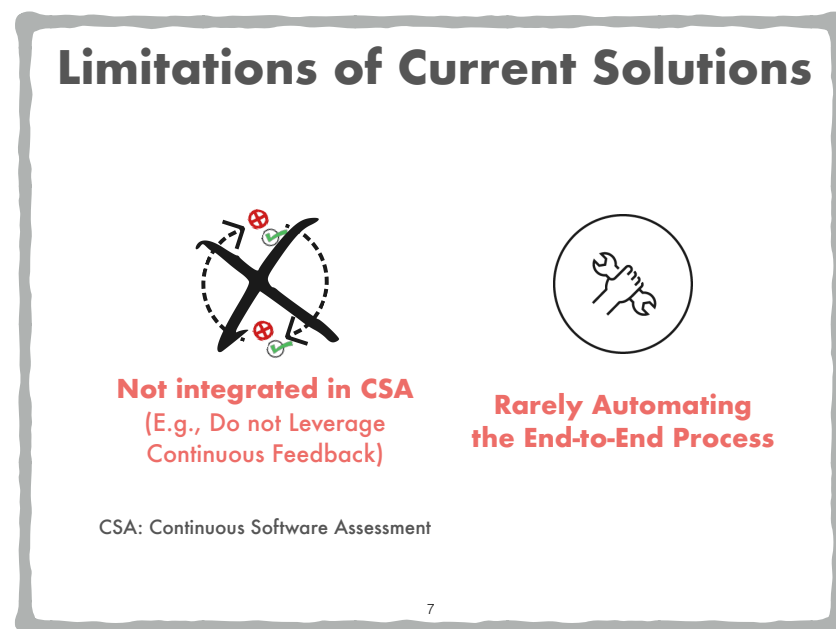 Limitations of Current Solutions
Not integrated in CSA
(E.g., Do not Leverage
Continuous Feedback)
Rarely Automating
the End-to-End Process
CSA: Continuous Software Assessment
7